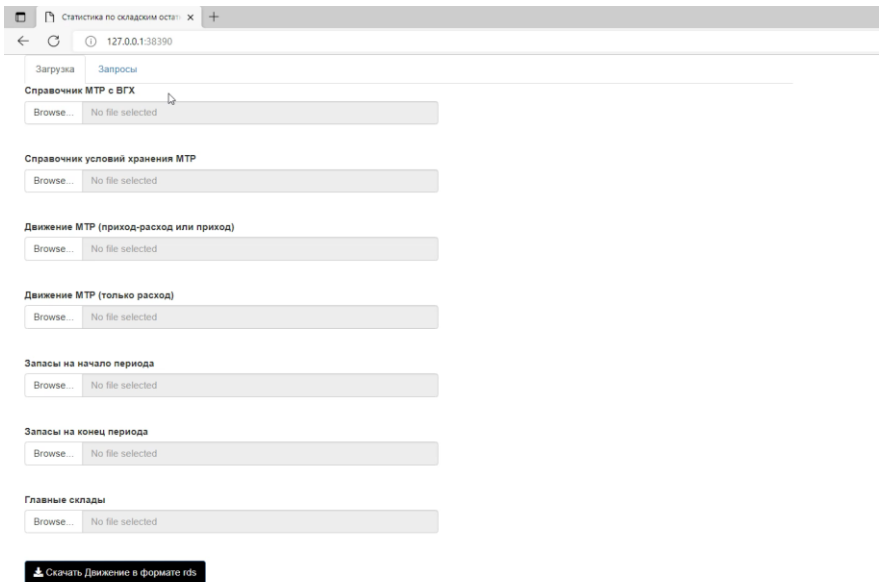 Статистика по складским остат
127.0.0.1:38390
Загрузка Запросы
Справочник МТР с ВГХ
Browse... No file selected
Справочник условий хранения МТР
Browse... No file selected
Движение МТР (приход-расход или приход)
Browse... No file selected
Движение МТР (только расход)
Browse... No file selected
Запасы на начало периода
Browse... No file selected
Запасы на конец периода
Browse... No file selected
Главные склады
Browse... No file selected
Скачать Движение в формате rds